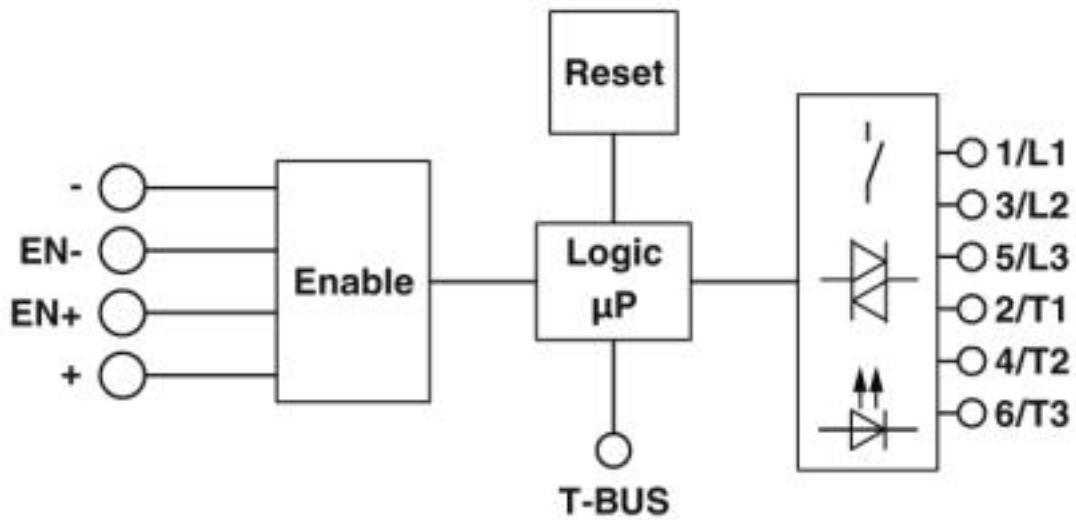 Reset
-
EN-
EN+
+
Enable
Logic
µP
T-BUS
1/L1
3/L2
5/L3
2/T1
4/T2
6/T3